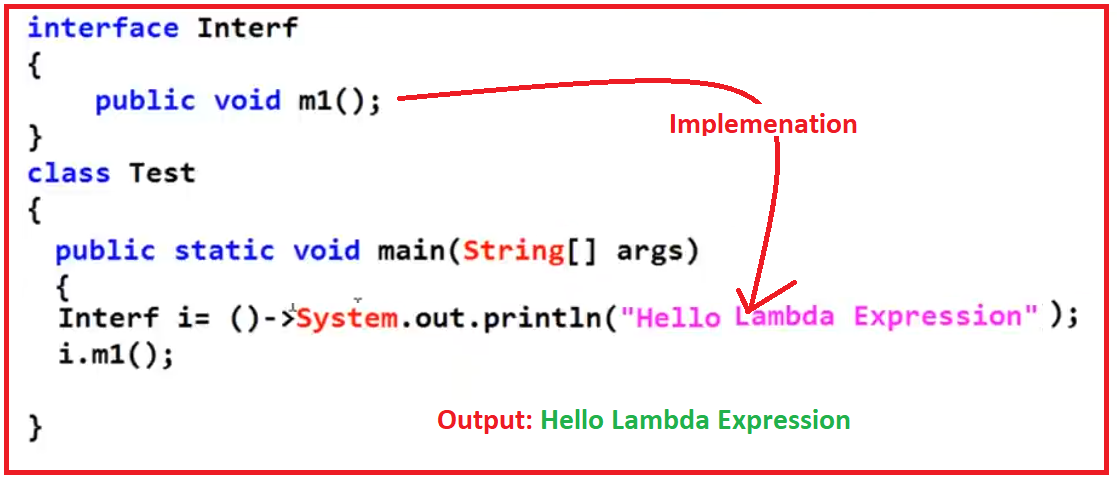 interface Interf
{
public void m1();
Implemenation
}
class Test
{
public static void main(String[] args)
{
Interf i= ()->System.out.println("Hello Lambda Expression" );
i.m1();
Output: Hello Lambda Expression
}